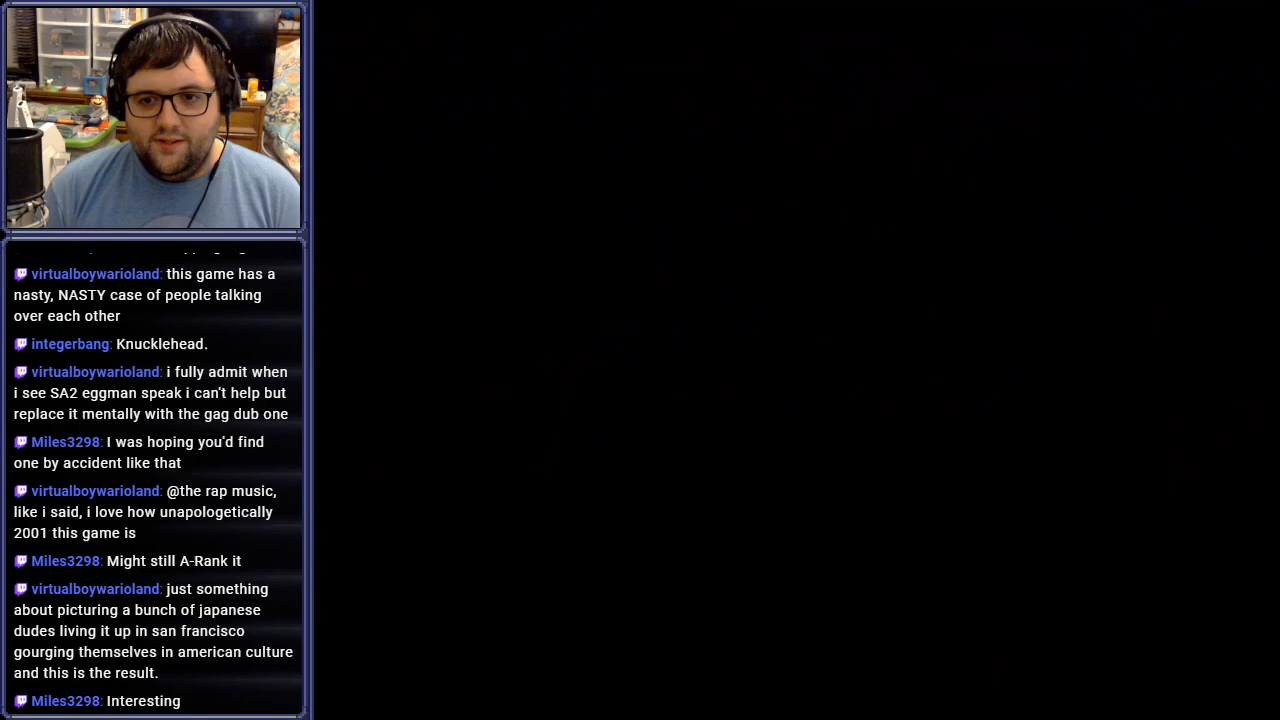 virtualboywarioland: this game has a
nasty, NASTY case of people talking
over each other
integerbang: Knucklehead.
virtualboywarioland: i fully admit when
i see SA2 eggman speak i can't help but
replace it mentally with the gag dub one
Miles3298: I was hoping you'd find
one by accident like that
virtualboywarioland: @the rap music,
like i said, i love how unapologetically
2001 this game is
Miles3298: Might still A-Rank it
virtualboywarioland: just something
about picturing a bunch of japanese
dudes living it up in san francisco
gourging themselves in american culture
and this is the result.
Miles3298: Interesting